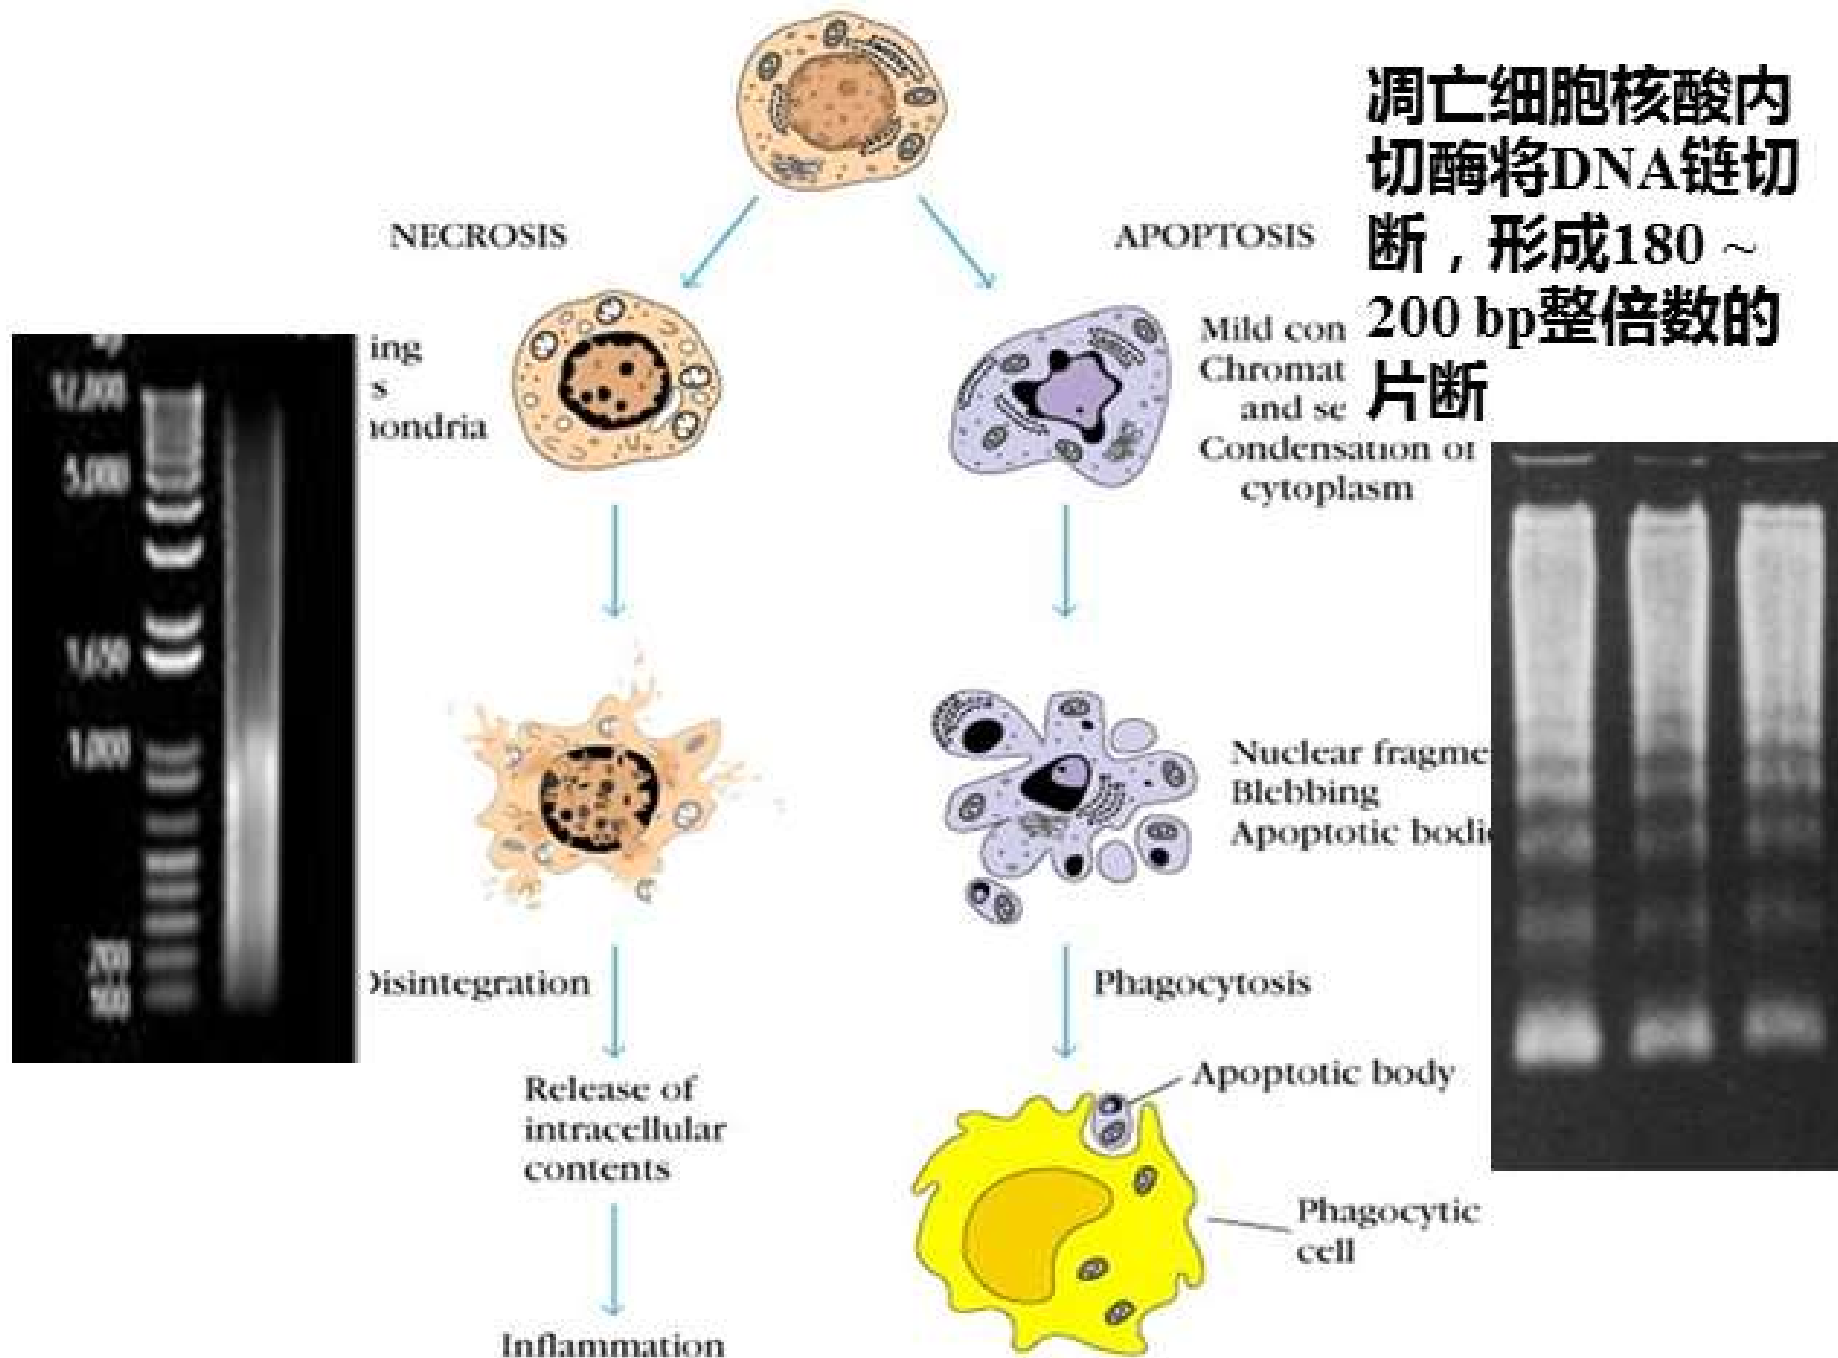 凋亡细胞核酸内
切酶将DNA链切
断，形成180 ~
200 bp整倍数的
片断
NECROSIS
APOPTOSIS
ing
s
ondria
Mild con
Chromat
and se
Condensation of
cytoplasm
12,000
5,000
1,650
1,000
200
100
Nuclear fragme
Blebbing
Apoptotic bodi
Disintegration
Phagocytosis
Release of
intracellular
contents
Apoptotic body
Phagocytic
cell
Inflammation